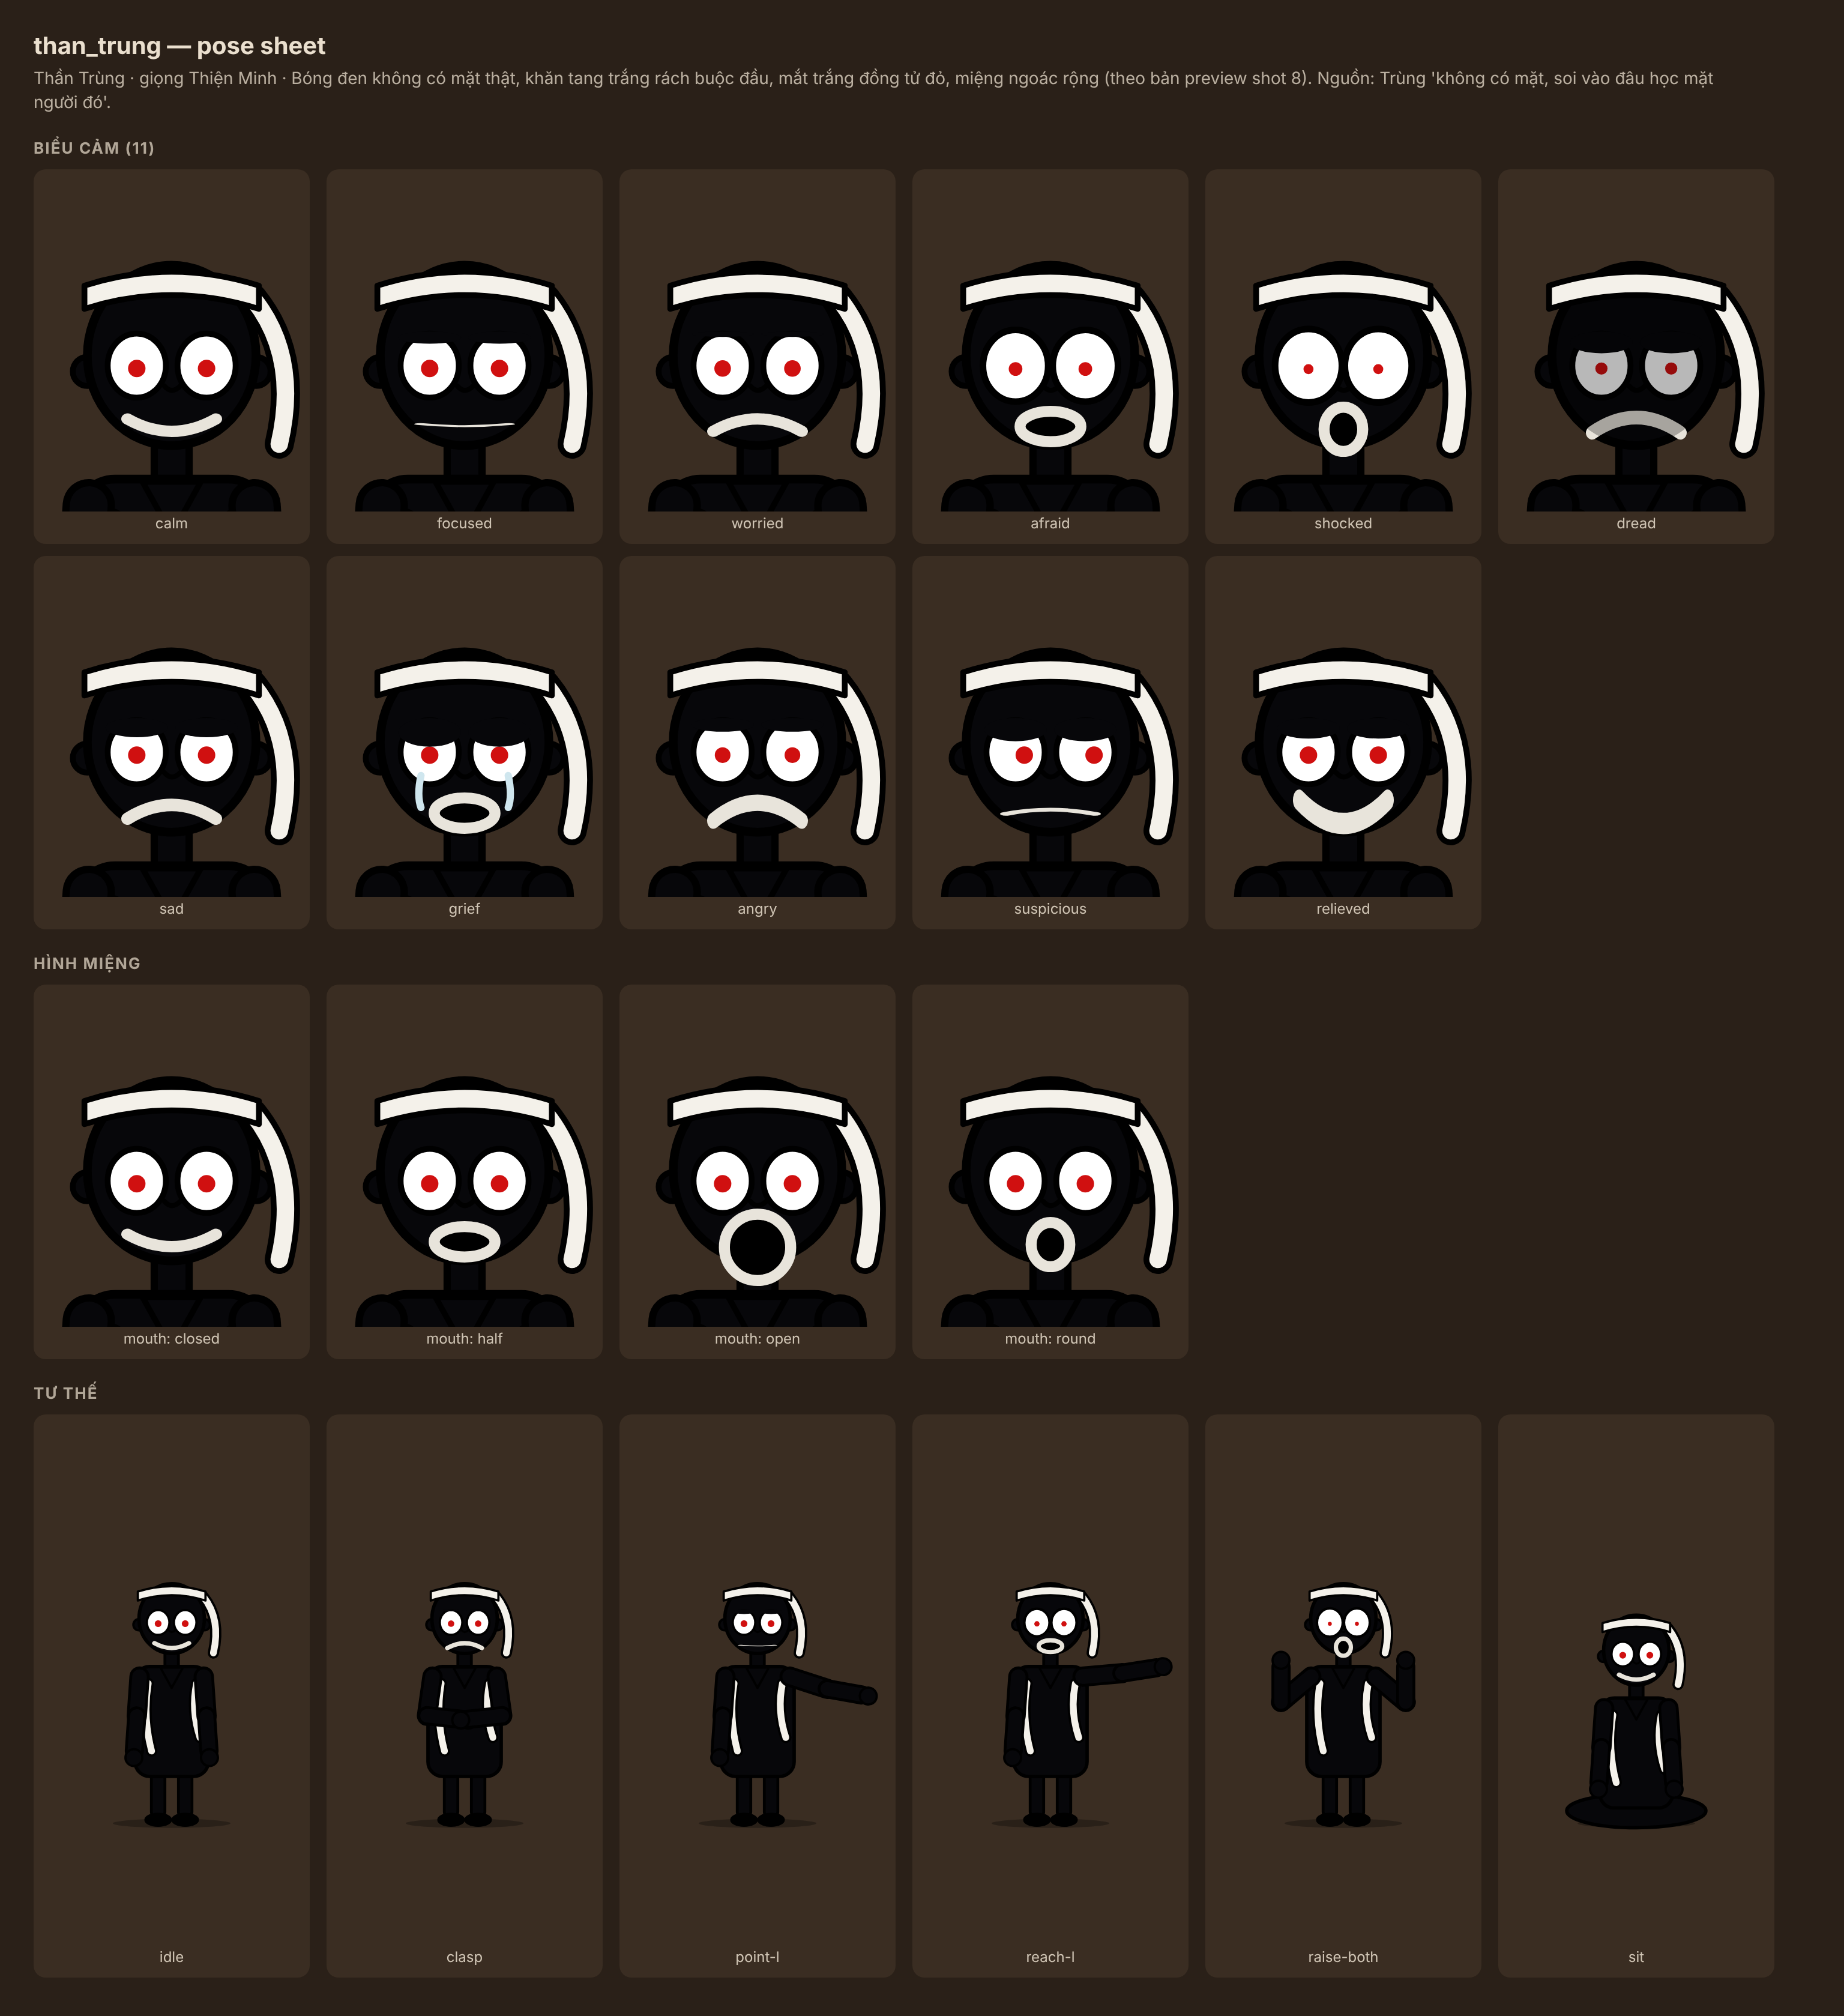 than_trung — pose sheet
Thần Trùng · giọng Thiện Minh · Bóng đen không có mặt thật, khăn tang trắng rách buộc đầu, mắt trắng đồng tử đỏ, miệng ngoác rộng (theo bản preview shot 8). Nguồn: Trùng 'không có mặt, soi vào đâu học mặt
người đó'.
BIỂU CẢM (11)
calm
focused
worried
afraid
shocked
dread
sad
grief
angry
suspicious
relieved
HÌNH MIỆNG
mouth: closed
mouth: half
mouth: open
mouth: round
TƯ THẾ
idle
clasp
point-l
reach-l
raise-both
sit